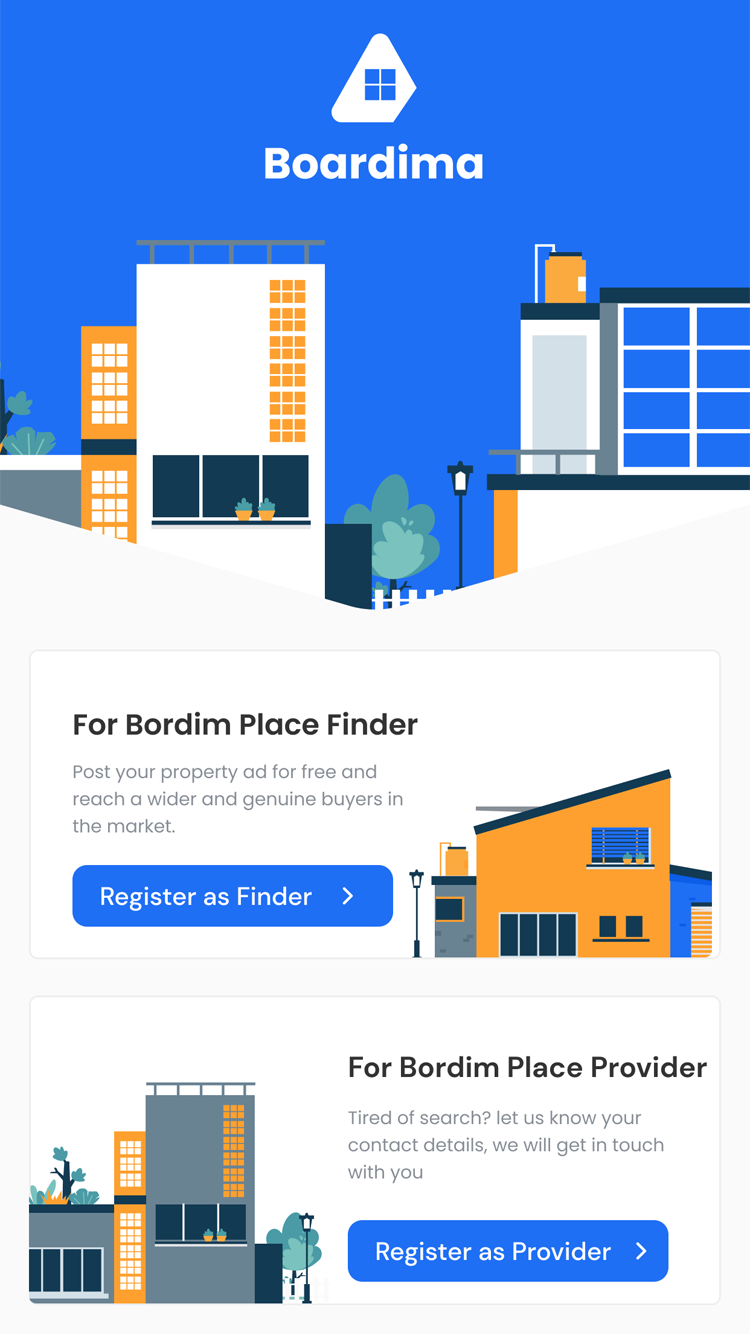 Boardima
For Bordim Place Finder
Post your property ad for free and
reach a wider and genuine buyers in
the market.
Register as Finder
For Bordim Place Provider
Tired of search? let us know your
contact details, we will get in touch
with you
Register as Provider